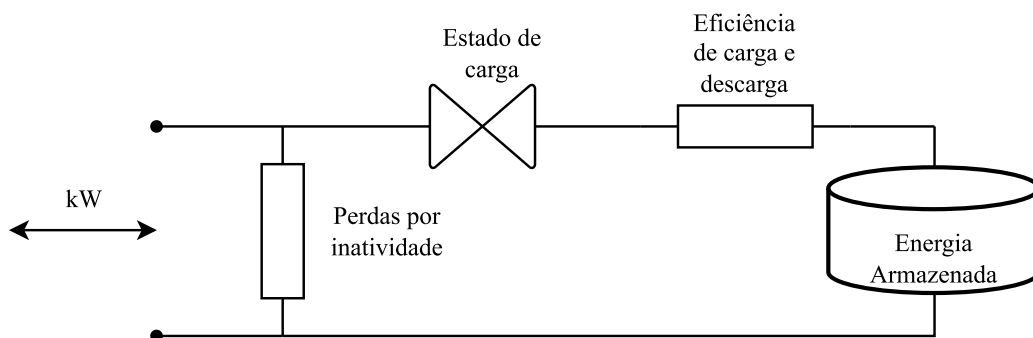 Estado de
carga
Eficiência
de carga e
descarga
kW
Perdas por
inatividade
Energia
Armazenada